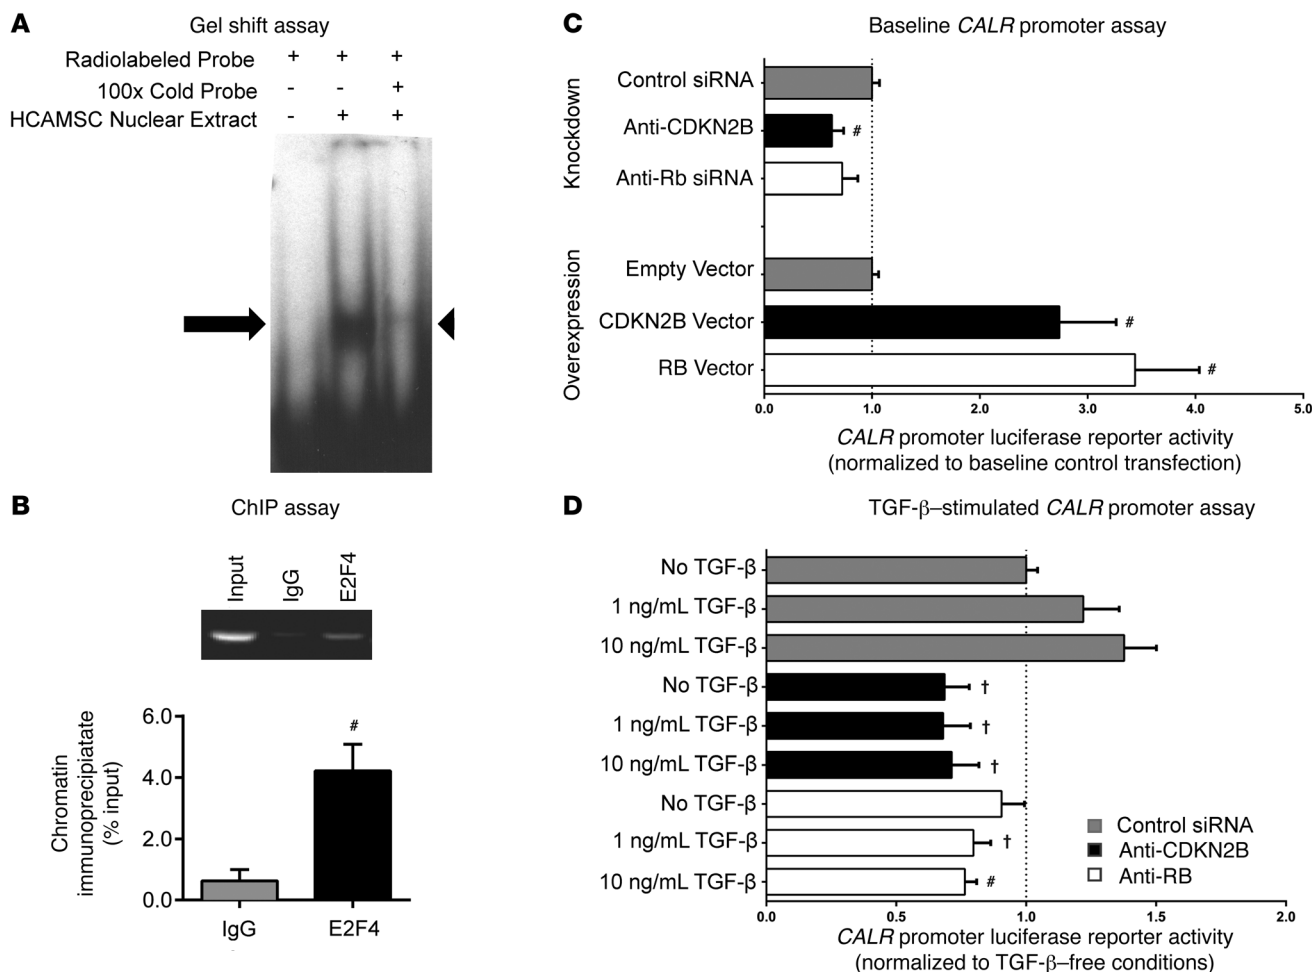 A
Gel shift assay
Radiolabeled Probe + + +
100x Cold Probe - - +
HCAMSC Nuclear Extract - + +
B
ChIP assay
Input
IgG
E2F4
Chromatin
immunoprecipiatate
(% input)
6.0
4.0
2.0
0.0
#
IgG
E2F4
C
Baseline CALR promoter assay
Knockdown
Control siRNA
Anti-CDKN2B #
Anti-Rb siRNA
Overexpression
Empty Vector
CDKN2B Vector #
RB Vector #
0.0 1.0 2.0 3.0 4.0 5.0
CALR promoter luciferase reporter activity
(normalized to baseline control transfection)
D
TGF-β–stimulated CALR promoter assay
No TGF-β
1 ng/mL TGF-β
10 ng/mL TGF-β
No TGF-β †
1 ng/mL TGF-β †
10 ng/mL TGF-β †
No TGF-β
1 ng/mL TGF-β †
10 ng/mL TGF-β #
Control siRNA
Anti-CDKN2B
Anti-RB
0.0 0.5 1.0 1.5 2.0
CALR promoter luciferase reporter activity
(normalized to TGF-β–free conditions)